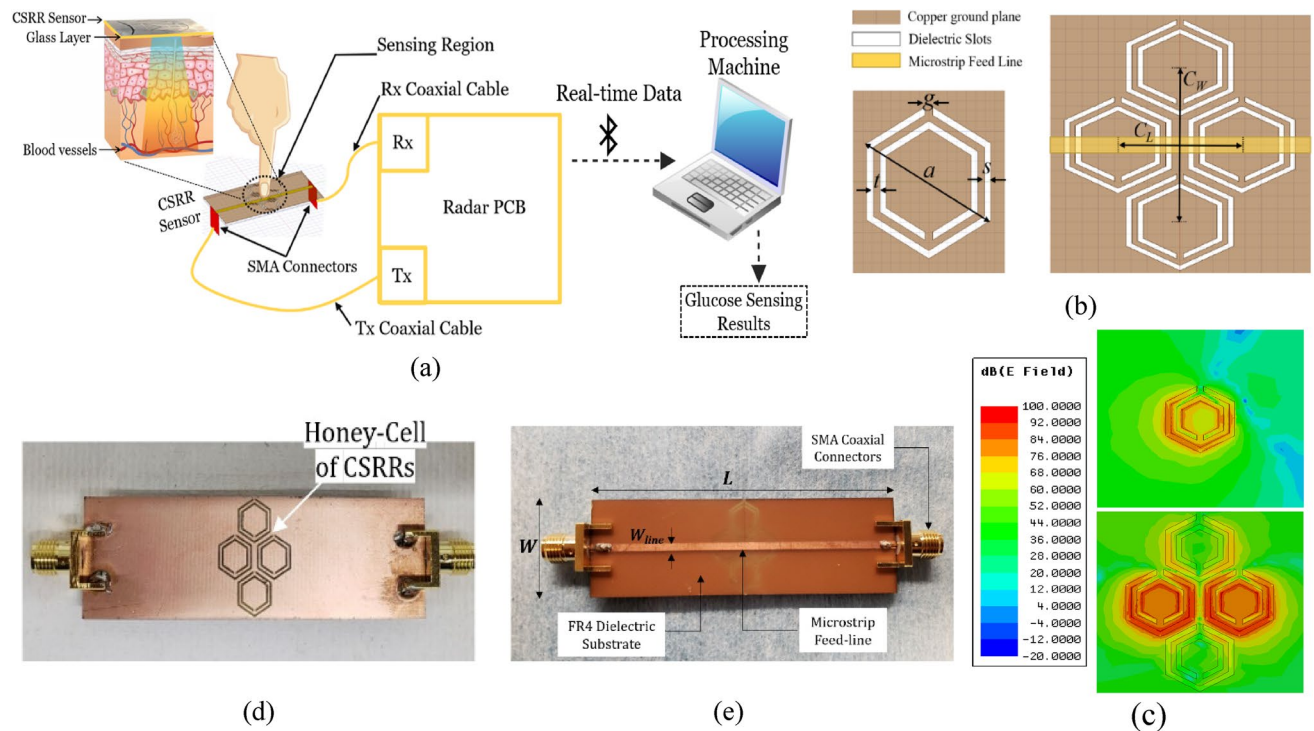 CSRR Sensor
Glass Layer
Blood vessels
Sensing Region
Rx Coaxial Cable
CSRR
Sensor
SMA Connectors
Tx Coaxial Cable
Rx
Radar PCB
Tx
Real-time Data
Processing
Machine
Glucose Sensing
Results
(a)
Copper ground plane
Dielectric Slots
Microstrip Feed Line
g
a
s
t
C_W
C_L
(b)
dB(E Field)
100.0000
92.0000
84.0000
76.0000
68.0000
60.0000
52.0000
44.0000
36.0000
28.0000
20.0000
12.0000
4.0000
-4.0000
-12.0000
-20.0000
(c)
Honey-Cell
of CSRRs
(d)
SMA Coaxial
Connectors
L
W
W_line
FR4 Dielectric
Substrate
Microstrip
Feed-line
(e)